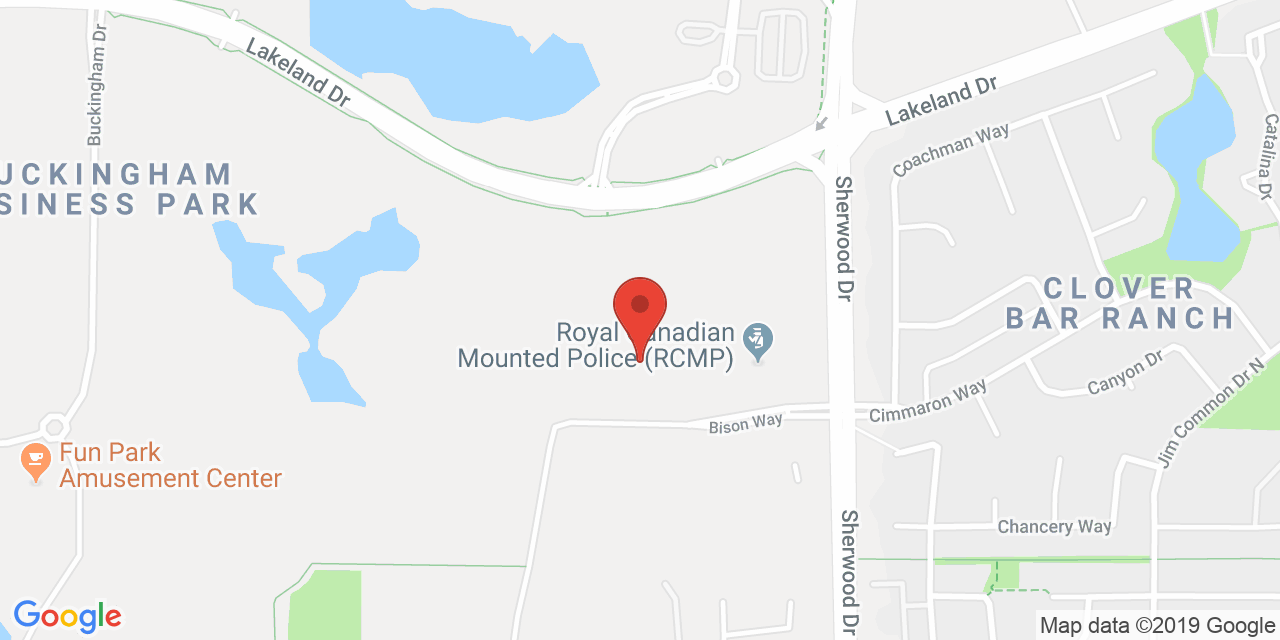 Buckingham Dr
Lakeland Dr
Lakeland Dr
Coachman Way
Catalina Dr
UCKINGHAM
SINESS PARK
Sherwood Dr
CLOVER
BAR RANCH
Royal Canadian
Mounted Police (RCMP)
Canyon Dr
Cimmaron Way
Bison Way
Jim Common Dr N
Fun Park
Amusement Center
Chancery Way
Sherwood Dr
Google
Map data ©2019 Google